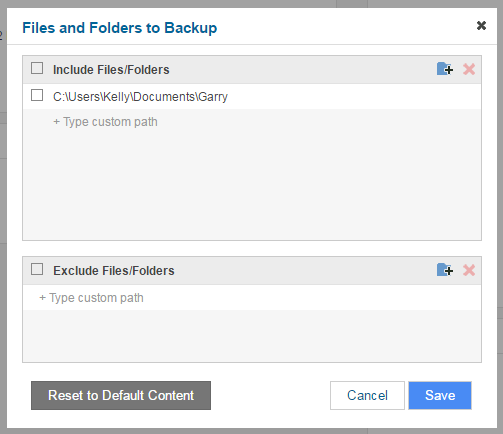 Files and Folders to Backup
Include Files/Folders
C:\Users\Kelly\Documents\Garry
+ Type custom path
Exclude Files/Folders
+ Type custom path
Reset to Default Content
Cancel
Save